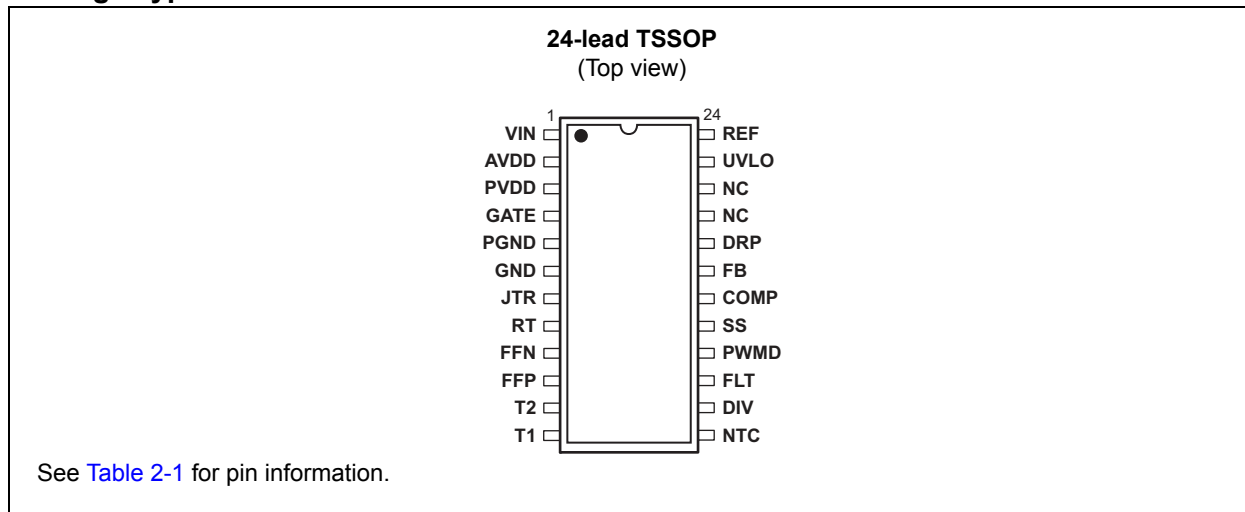 24-lead TSSOP
(Top view)
1 24
VIN REF
AVDD UVLO
PVDD NC
GATE NC
PGND DRP
GND FB
JTR COMP
RT SS
FFN PWMD
FFP FLT
T2 DIV
T1 NTC
See Table 2-1 for pin information.